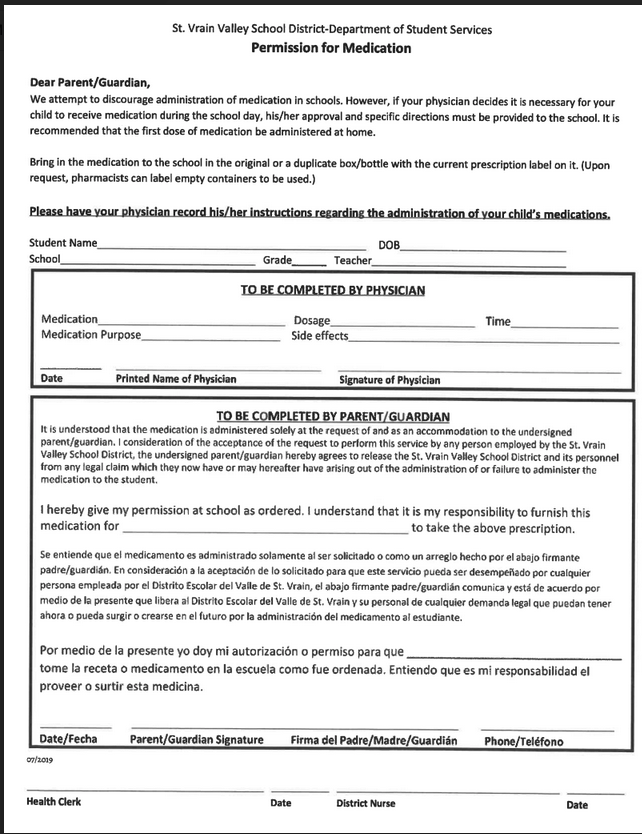 St. Vrain Valley School District-Department of Student Services
Permission for Medication
Dear Parent/Guardian,
We attempt to discourage administration of medication in schools. However, if your physician decides it is necessary for your
child to receive medication during the school day, his/her approval and specific directions must be provided to the school. It is
recommended that the first dose of medication be administered at home.
Bring in the medication to the school in the original or a duplicate box/bottle with the current prescription label on it. (Upon
request, pharmacists can label empty containers to be used.)
Please have your physician record his/her instructions regarding the administration of your child's medications.
Student Name DOB
School Grade Teacher
TO BE COMPLETED BY PHYSICIAN
Medication Dosage Time
Medication Purpose Side effects
Date Printed Name of Physician Signature of Physician
TO BE COMPLETED BY PARENT/GUARDIAN
It is understood that the medication is administered solely at the request of and as an accommodation to the undersigned
parent/guardian. I consideration of the acceptance of the request to perform this service by any person employed by the St. Vrain
Valley School District, the undersigned parent/guardian hereby agrees to release the St. Vrain Valley School District and its personnel
from any legal claim which they now have or may hereafter have arising out of the administration of or failure to administer the
medication to the student.
I hereby give my permission at school as ordered. I understand that it is my responsibility to furnish this
medication for to take the above prescription.
Se entiende que el medicamento es administrado solamente al ser solicitado o como un arreglo hecho por el abajo firmante
padre/guardián. En consideración a la aceptación de lo solicitado para que este servicio pueda ser desempeñado por cualquier
persona empleada por el Distrito Escolar del Valle de St. Vrain, el abajo firmante padre/guardián comunica y está de acuerdo por
medio de la presente que libera al Distrito Escolar del Valle de St. Vrain y su personal de cualquier demanda legal que puedan tener
ahora o pueda surgir o crearse en el futuro por la administración del medicamento al estudiante.
Por medio de la presente yo doy mi autorización o permiso para que
tome la receta o medicamento en la escuela como fue ordenada. Entiendo que es mi responsabilidad el
proveer o surtir esta medicina.
Date/Fecha Parent/Guardian Signature Firma del Padre/Madre/Guardián Phone/Teléfono
07/2019
Health Clerk Date District Nurse Date